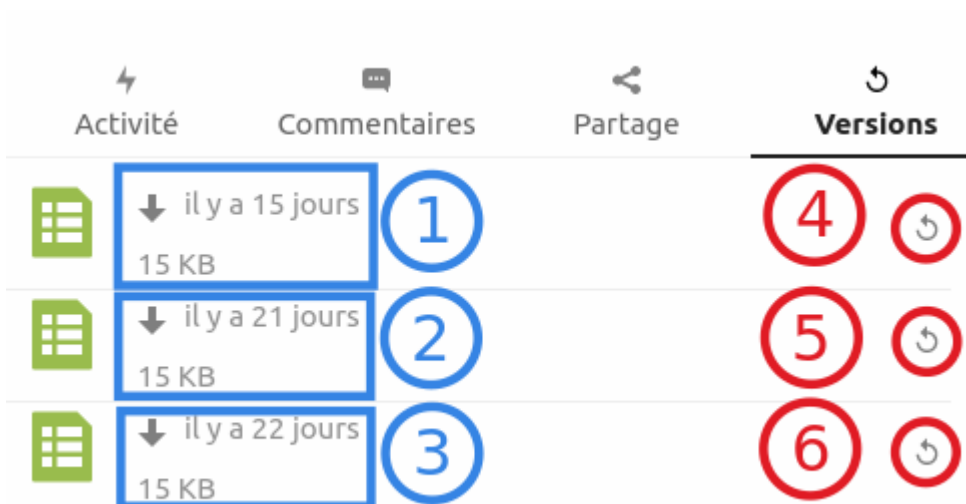 Activité Commentaires Partage Versions
il y a 15 jours 1 4
15 KB
il y a 21 jours 2 5
15 KB
il y a 22 jours 3 6
15 KB